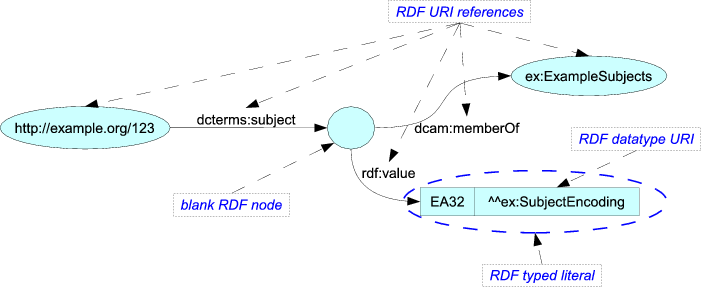 RDF URI references
ex:ExampleSubjects
http://example.org/123
dcterms:subject
dcam:memberOf
RDF datatype URI
rdf:value
blank RDF node
EA32
^^ex:SubjectEncoding
RDF typed literal